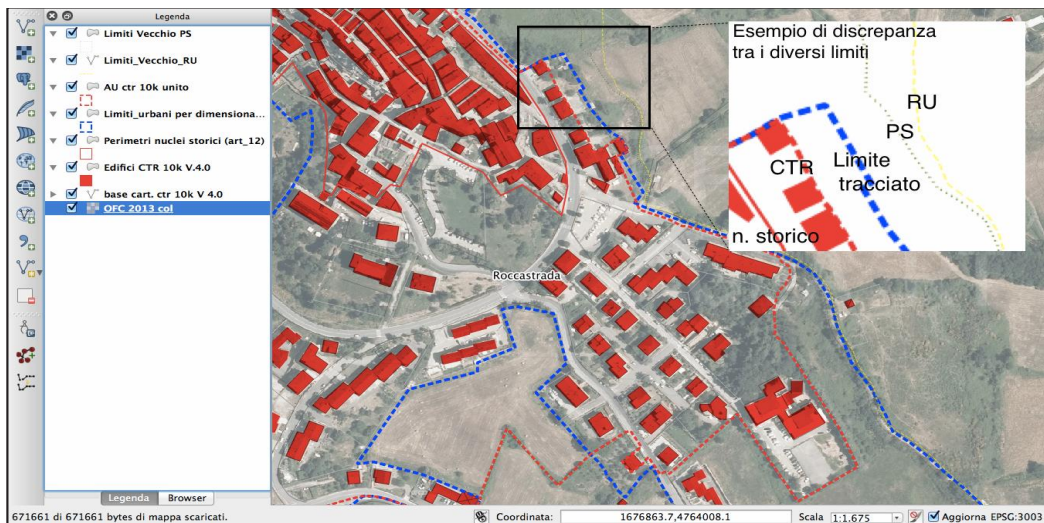 Legenda
Limiti Vecchio PS
Limiti_Vecchio_RU
AU ctr 10k unito
Limiti_urbani per dimensiona...
Perimetri nuclei storici (art_12)
Edifici CTR 10k V.4.0
base cart. ctr 10k V 4.0
OFC 2013 col
Legenda
Browser
Roccastrada
Esempio di discrepanza
tra i diversi limiti
RU
PS
CTR
Limite
tracciato
n. storico
671661 di 671661 bytes di mappa scaricati.
Coordinata:
1676863.7,4764008.1
Scala
1:1.675
Aggiorna
EPSG:3003